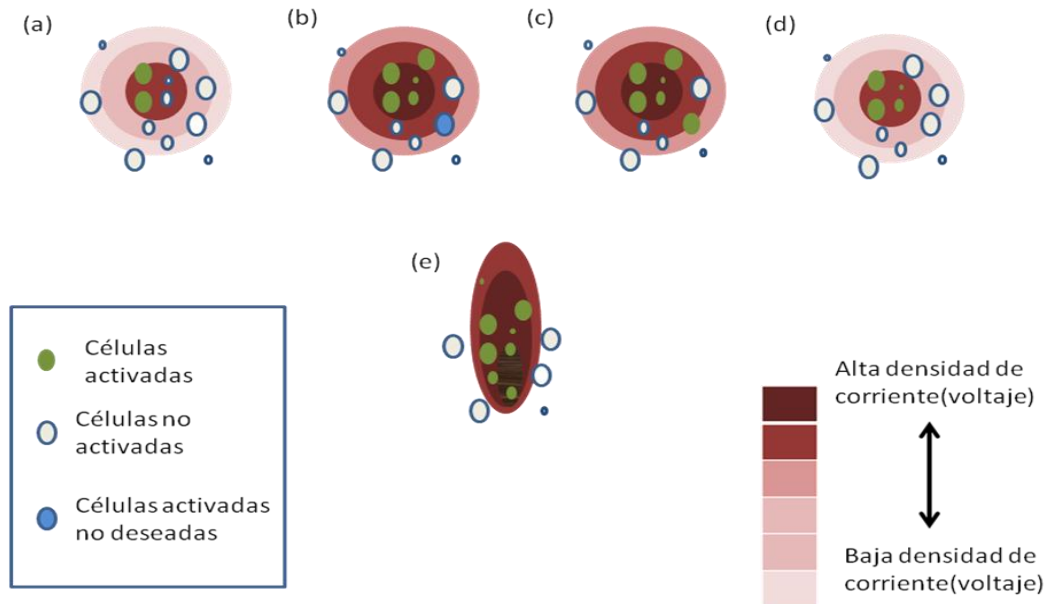 (a)
(b)
(c)
(d)
(e)
Células
activadas
Células no
activadas
Células activadas
no deseadas
Alta densidad de
corriente(voltaje)
Baja densidad de
corriente(voltaje)